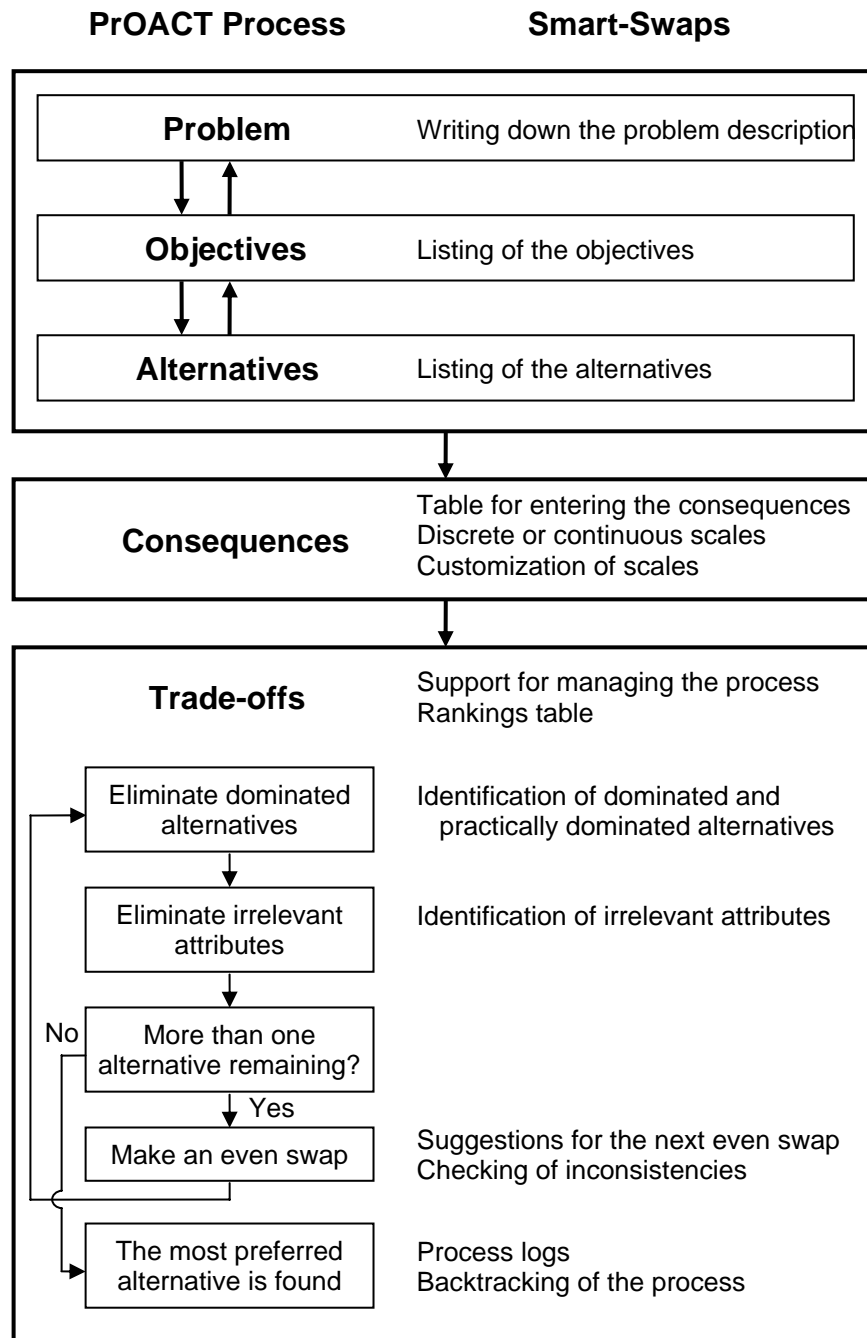 PrOACT Process
Smart-Swaps
Problem
Writing down the problem description
Objectives
Listing of the objectives
Alternatives
Listing of the alternatives
Consequences
Table for entering the consequences
Discrete or continuous scales
Customization of scales
Trade-offs
Support for managing the process
Rankings table
Eliminate dominated
alternatives
Identification of dominated and
practically dominated alternatives
Eliminate irrelevant
attributes
Identification of irrelevant attributes
No
More than one
alternative remaining?
Yes
Make an even swap
Suggestions for the next even swap
Checking of inconsistencies
The most preferred
alternative is found
Process logs
Backtracking of the process